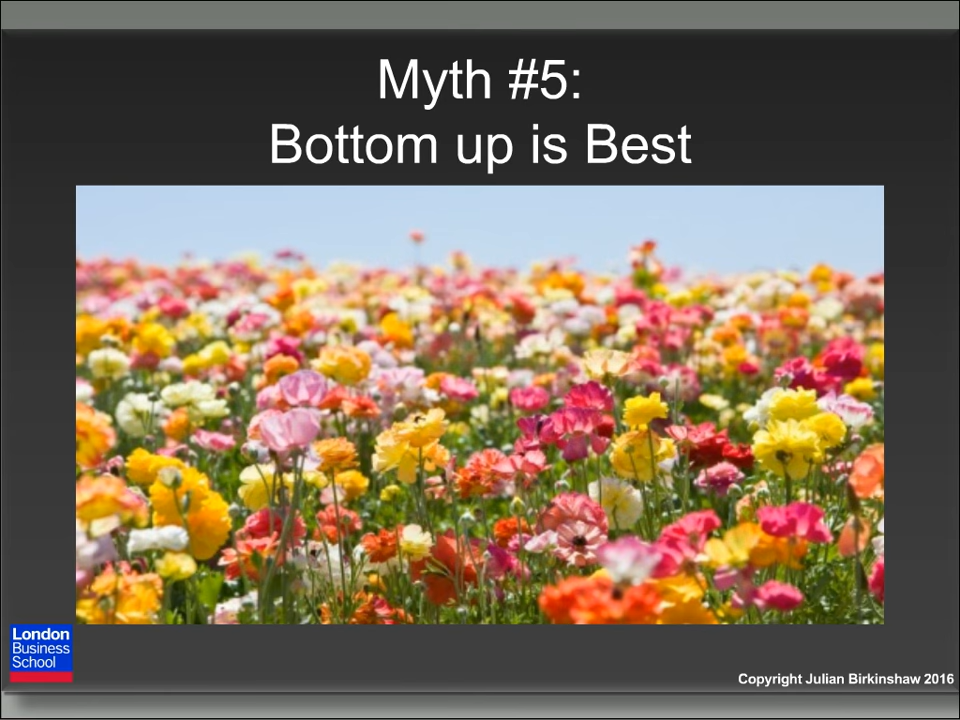 Myth #5:
Bottom up is Best
London
Business
School
Copyright Julian Birkinshaw 2016